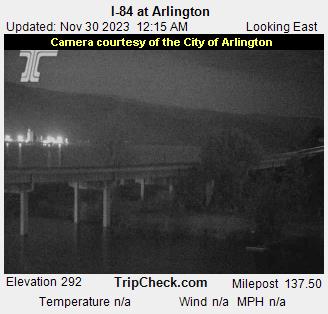 I-84 at Arlington
Updated: Nov 30 2023 12:15 AM Looking East
Camera courtesy of the City of Arlington
Elevation 292 TripCheck.com Milepost 137.50
Temperature n/a Wind n/a MPH n/a